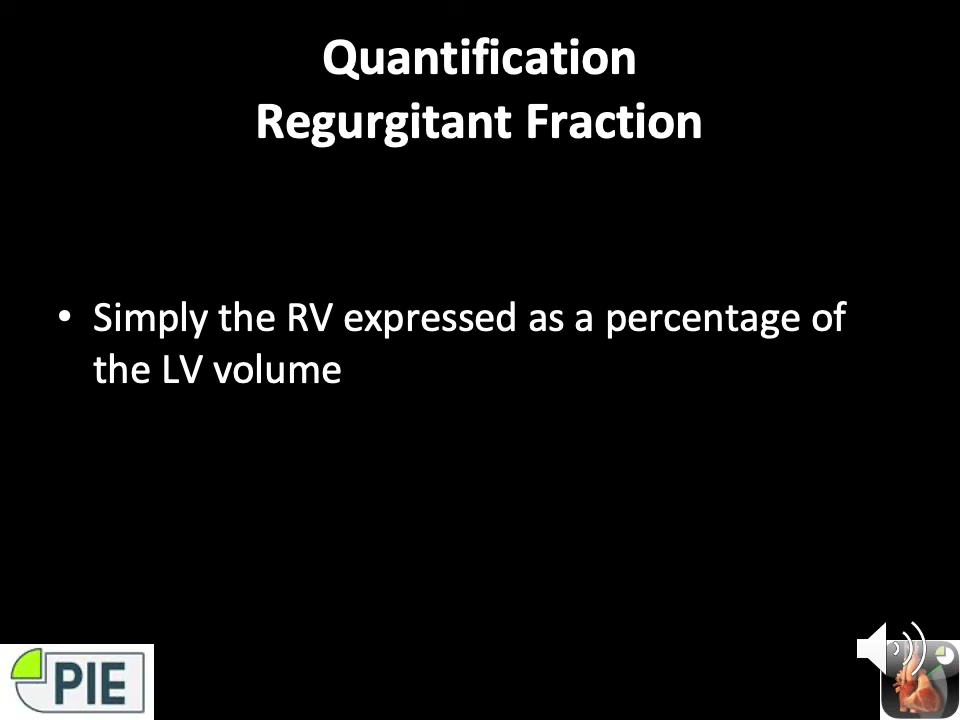 Quantification
Regurgitant Fraction
• Simply the RV expressed as a percentage of
the LV volume
PIE